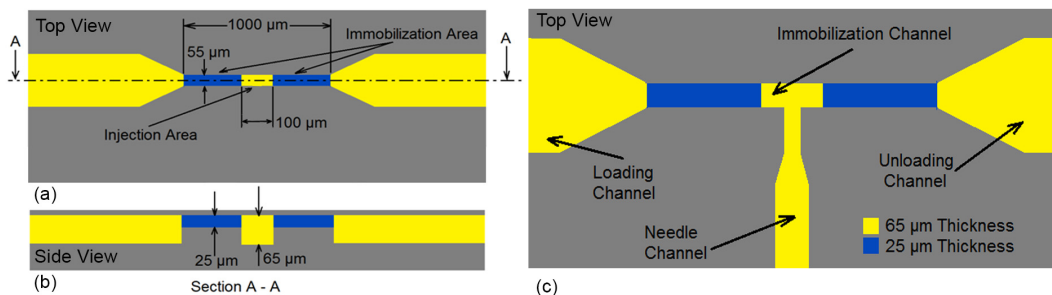 Top View
1000 µm
A
A
55 µm
Immobilization Area
Injection Area
100 µm
(a)
Side View
25 µm
65 µm
(b)
Section A - A
Top View
Immobilization Channel
Loading
Channel
Unloading
Channel
Needle
Channel
65 µm Thickness
25 µm Thickness
(c)